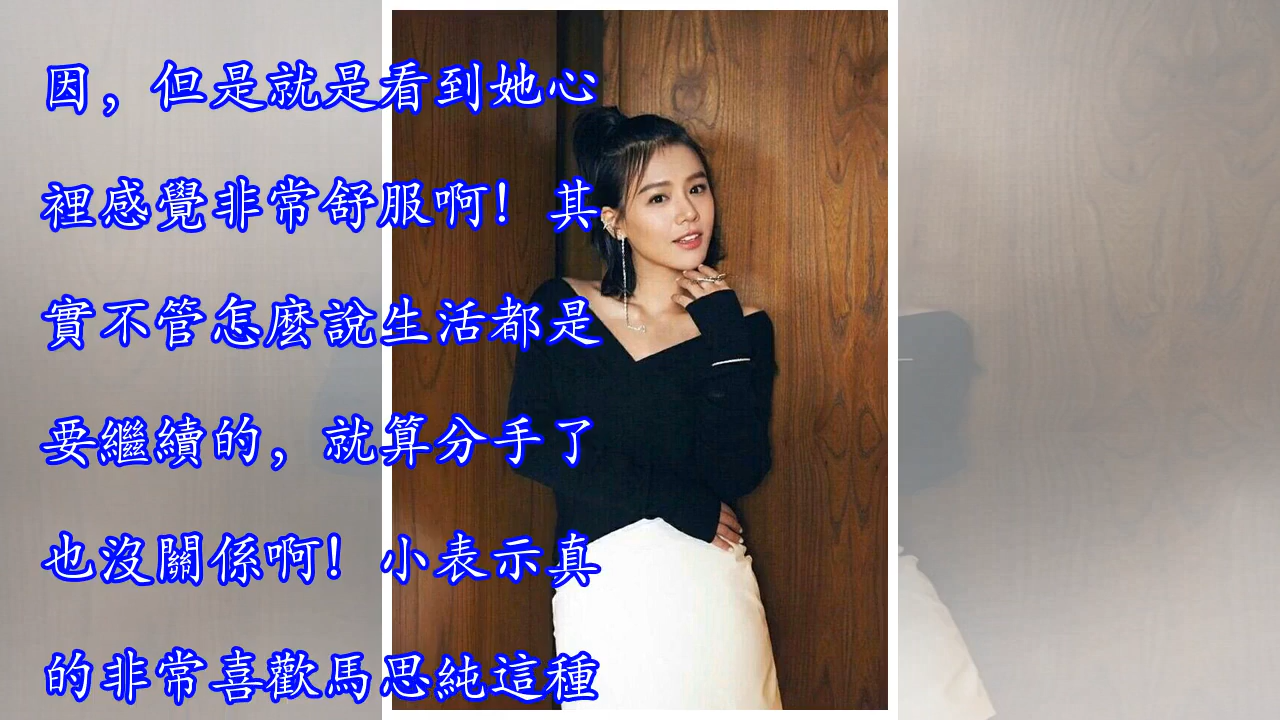 因，但是就是看到她心
裡感覺非常舒服啊！其
實不管怎麼說生活都是
要繼續的，就算分手了
也沒關係啊！小表示真
的非常喜歡馬思純這種